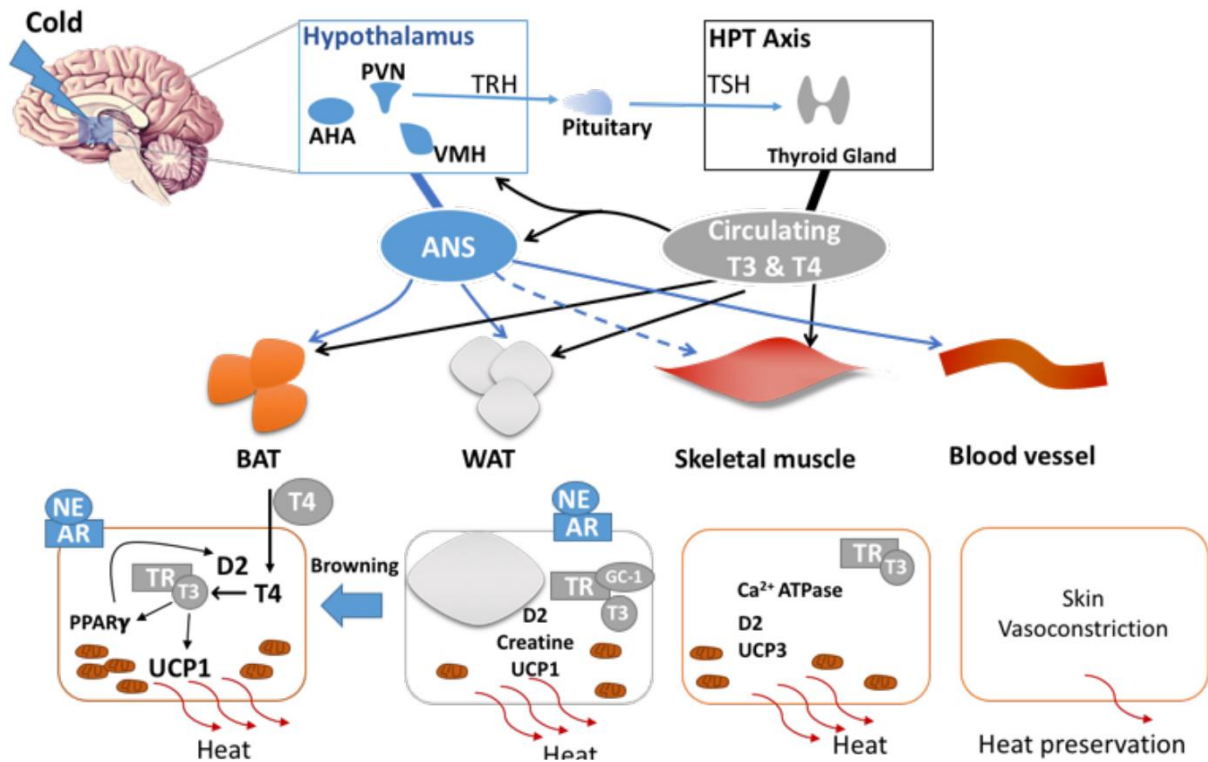 Cold
Hypothalamus
PVN
AHA
VMH
TRH
Pituitary
HPT Axis
TSH
Thyroid Gland
ANS
Circulating
T3 & T4
BAT
WAT
Skeletal muscle
Blood vessel
NE
AR
T4
D2
TR
T3
T4
PPARγ
UCP1
Heat
Browning
NE
AR
TR
GC-1
T3
D2
Creatine
UCP1
Heat
TR
T3
Ca²⁺ ATPase
D2
UCP3
Heat
Skin
Vasoconstriction
Heat preservation